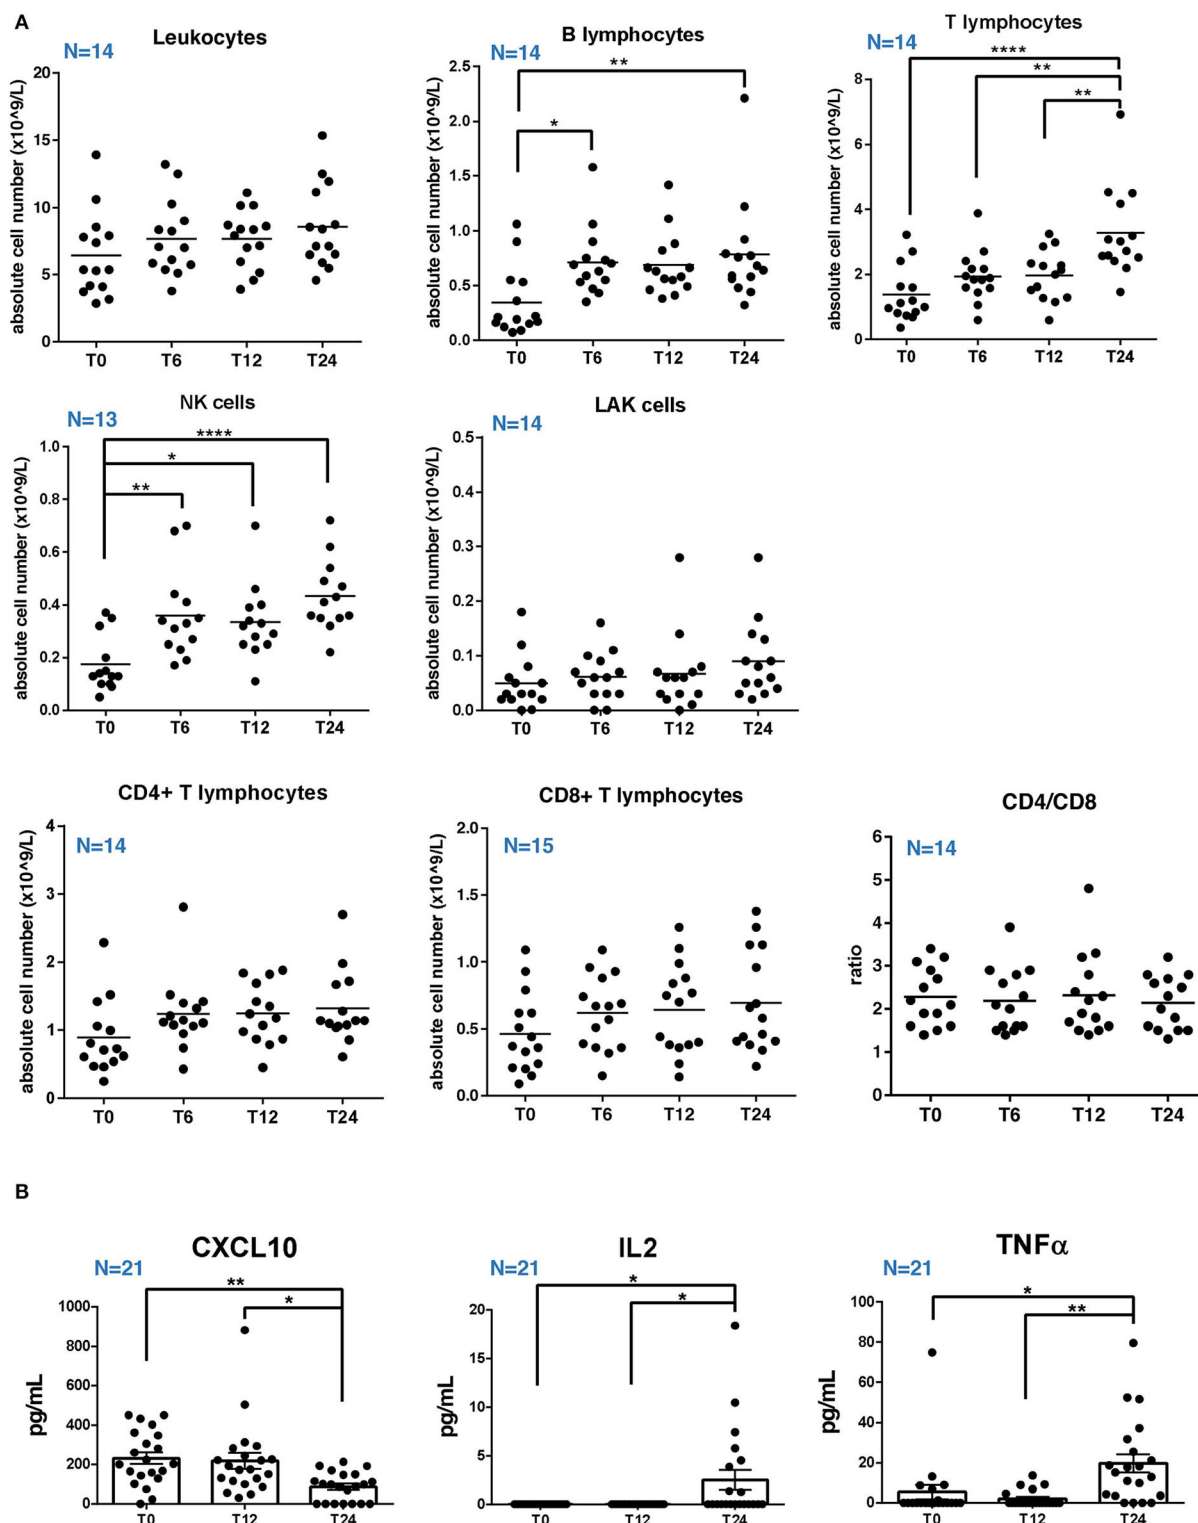 A
Leukocytes
N=14
absolute cell number (x10^9/L)
20
15
10
5
0
T0 T6 T12 T24
B lymphocytes
N=14
**
*
absolute cell number (x10^9/L)
2.5
2.0
1.5
1.0
0.5
0.0
T0 T6 T12 T24
T lymphocytes
N=14
****
**
**
absolute cell number (x10^9/L)
8
6
4
2
0
T0 T6 T12 T24
NK cells
N=13
****
*
**
absolute cell number (x10^9/L)
1.0
0.8
0.6
0.4
0.2
0.0
T0 T6 T12 T24
LAK cells
N=14
absolute cell number (x10^9/L)
0.5
0.4
0.3
0.2
0.1
0.0
T0 T6 T12 T24
CD4+ T lymphocytes
N=14
absolute cell number (x10^9/L)
4
3
2
1
0
T0 T6 T12 T24
CD8+ T lymphocytes
N=15
absolute cell number (x10^9/L)
2.0
1.5
1.0
0.5
0.0
T0 T6 T12 T24
CD4/CD8
N=14
ratio
6
5
4
3
2
1
0
T0 T6 T12 T24
B
CXCL10
N=21
**
*
pg/mL
1000
800
600
400
200
0
T0 T12 T24
IL2
N=21
*
*
pg/mL
20
15
10
5
0
T0 T12 T24
TNFα
N=21
*
**
pg/mL
100
80
60
40
20
0
T0 T12 T24